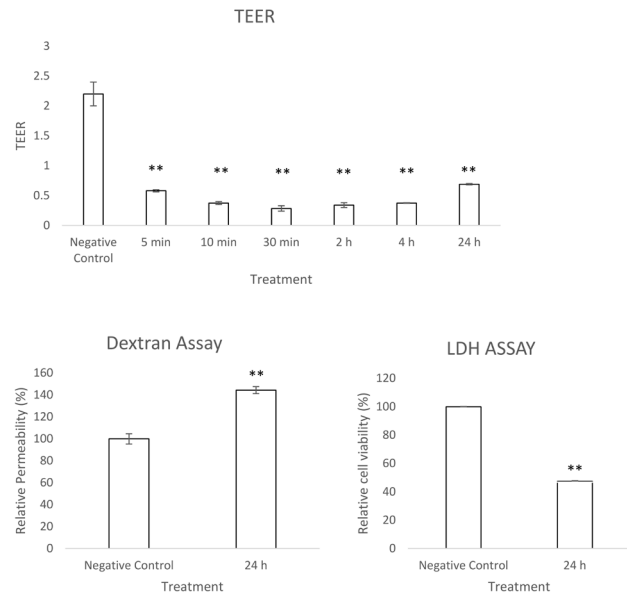 TEER
3
2.5
2
1.5
1
0.5
0
TEER
** ** ** ** ** **
Negative Control 5 min 10 min 30 min 2 h 4 h 24 h
Treatment
Dextran Assay
160
140
120
100
80
60
40
20
0
Relative Permeability (%)
**
Negative Control 24 h
Treatment
LDH ASSAY
120
100
80
60
40
20
0
Relative cell viability (%)
**
Negative Control 24 h
Treatment